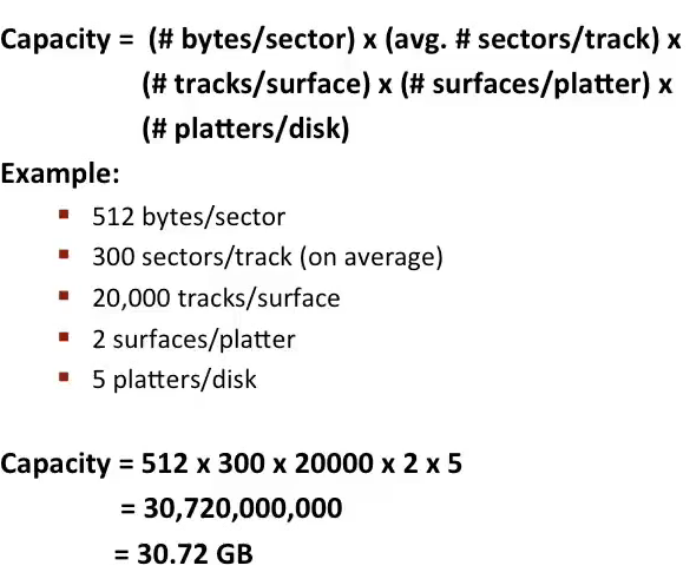 Capacity = (# bytes/sector) x (avg. # sectors/track) x
(# tracks/surface) x (# surfaces/platter) x
(# platters/disk)
Example:
▪ 512 bytes/sector
▪ 300 sectors/track (on average)
▪ 20,000 tracks/surface
▪ 2 surfaces/platter
▪ 5 platters/disk
Capacity = 512 x 300 x 20000 x 2 x 5
= 30,720,000,000
= 30.72 GB